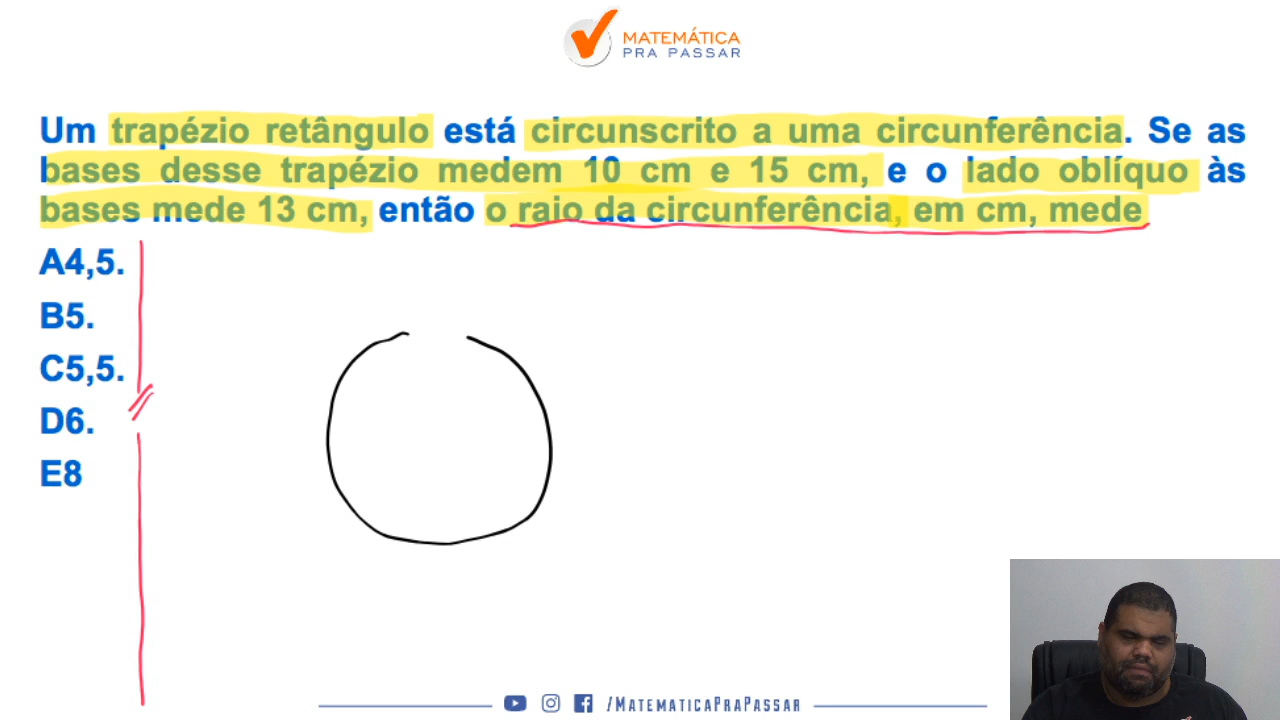 MATEMÁTICA
PRA PASSAR
Um trapézio retângulo está circunscrito a uma circunferência. Se as
bases desse trapézio medem 10 cm e 15 cm, e o lado oblíquo às
bases mede 13 cm, então o raio da circunferência, em cm, mede
A4,5.
B5.
C5,5.
D6.
E8
/MATEMATICAPRAPASSAR